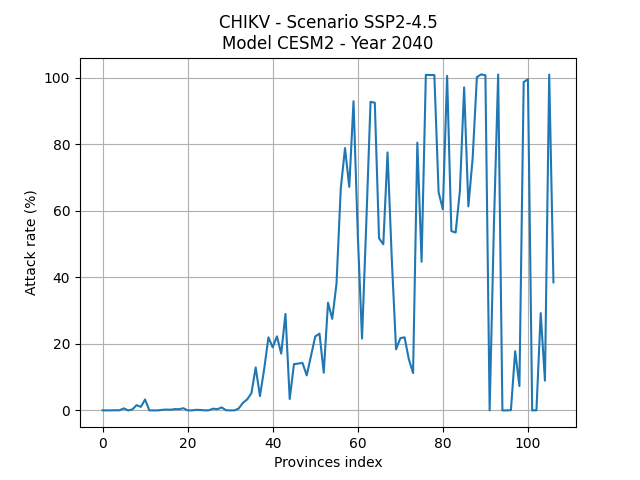 CHIKV - Scenario SSP2-4.5
Model CESM2 - Year 2040
100
80
60
40
20
0
Attack rate (%)
0 20 40 60 80 100
Provinces index